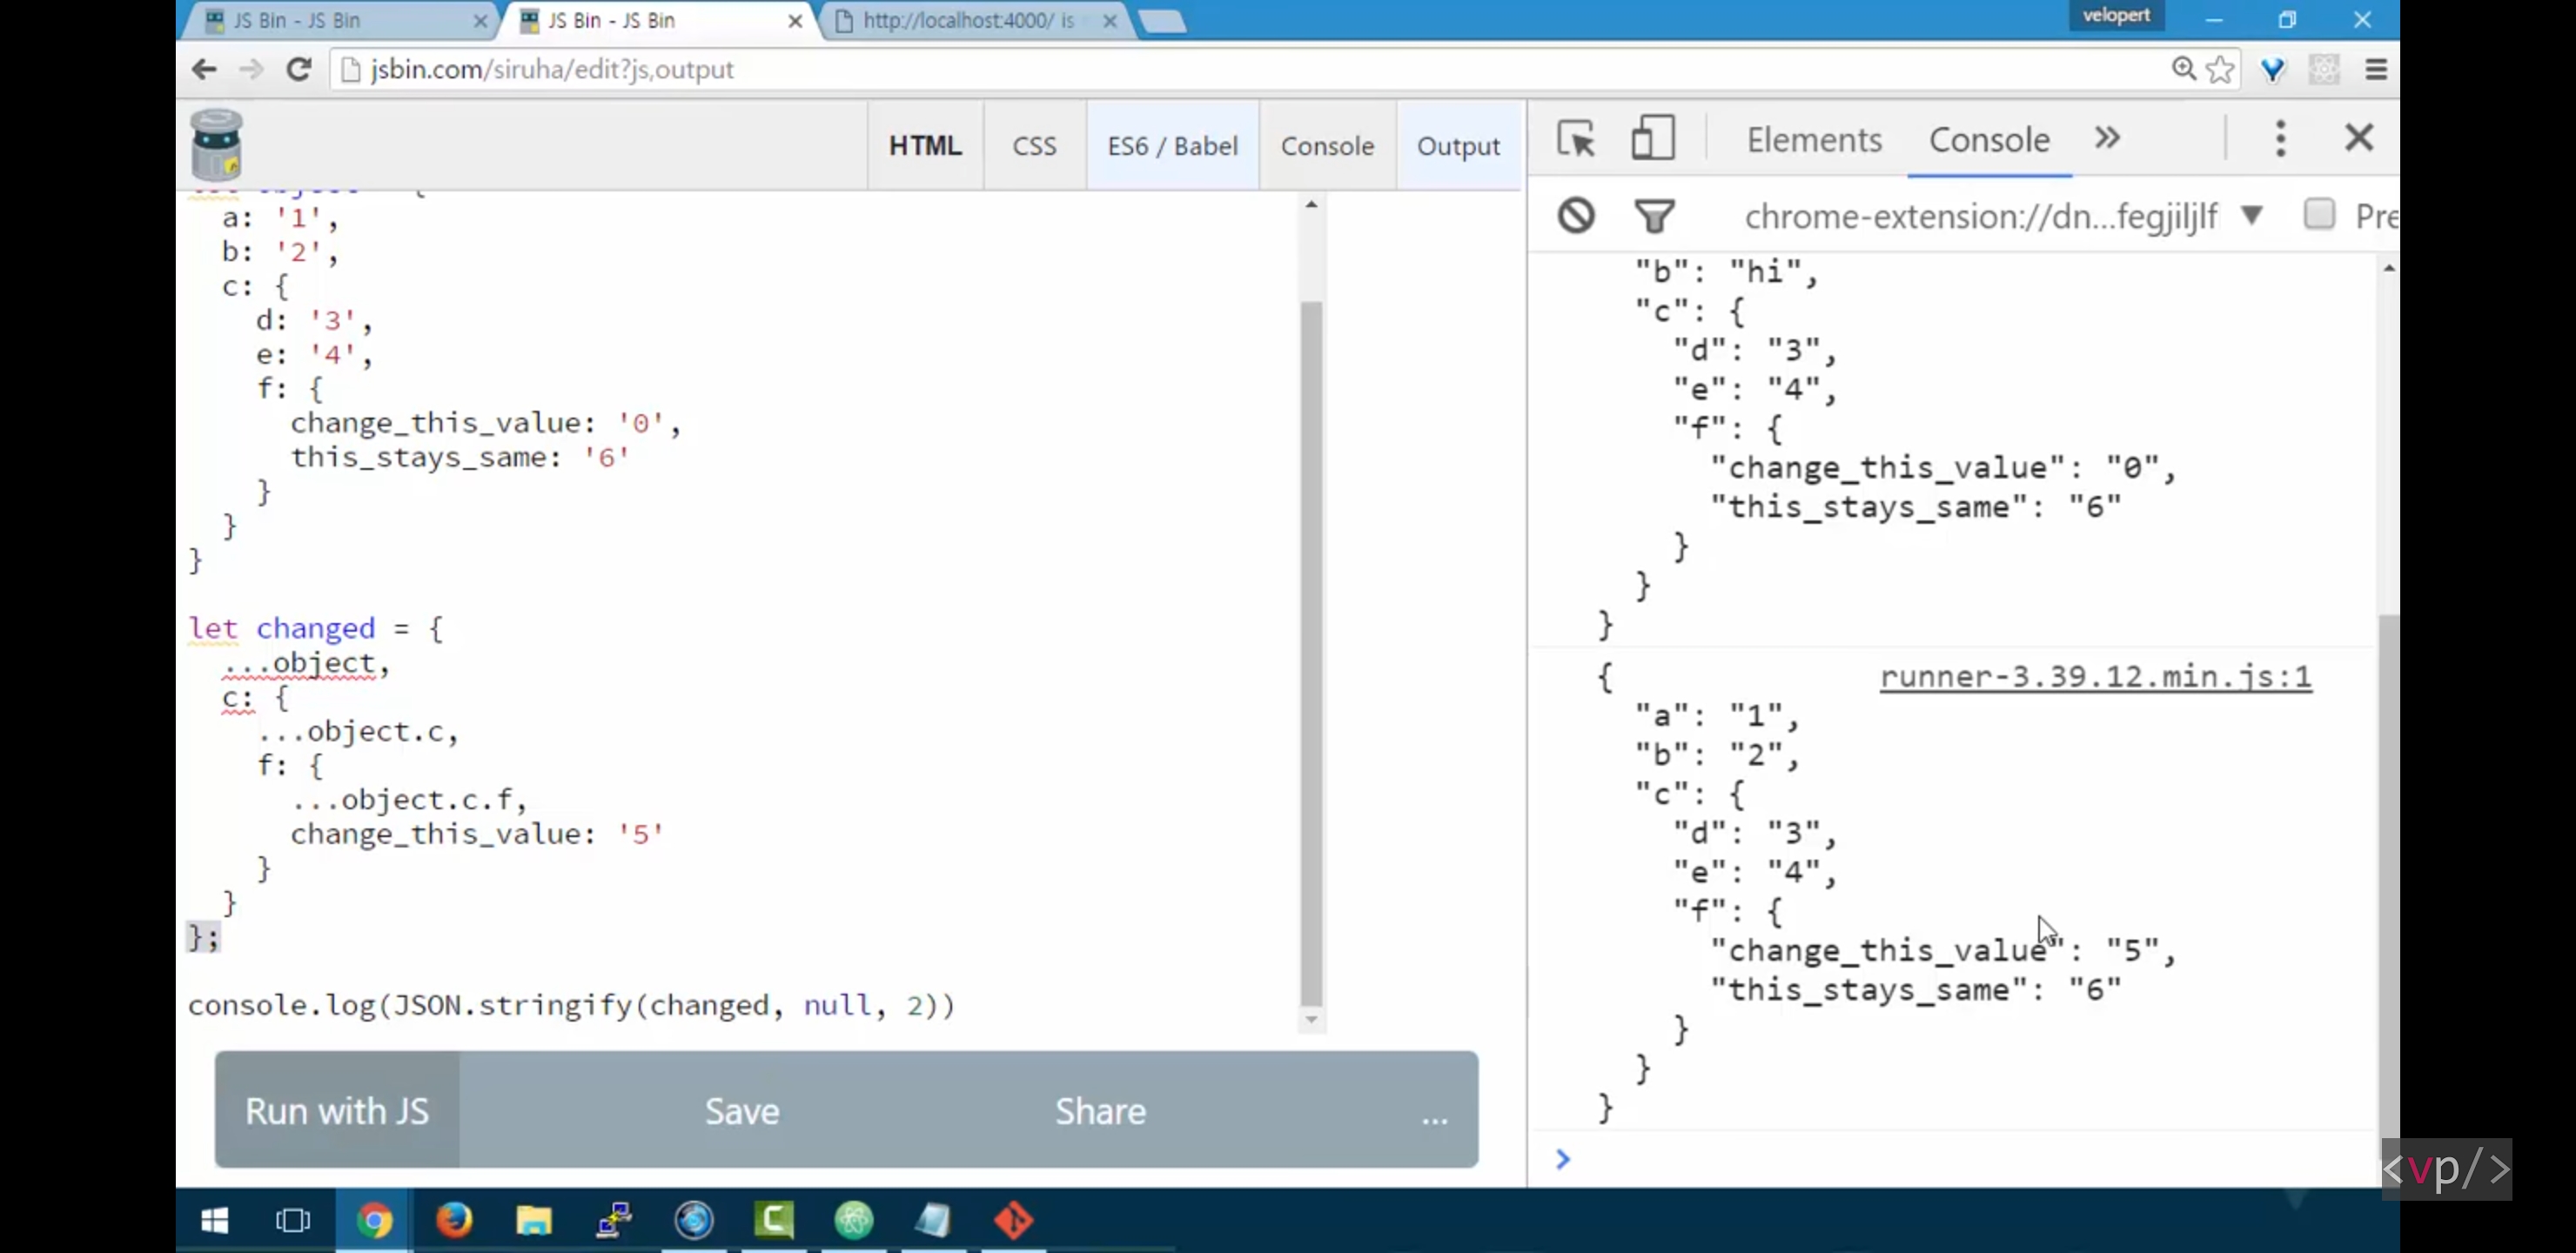 JS Bin - JS Bin
JS Bin - JS Bin
http://localhost:4000/ is
velopert
jsbin.com/siruha/edit?js,output
HTML
CSS
ES6 / Babel
Console
Output
a: '1',
b: '2',
c: {
d: '3',
e: '4',
f: {
change_this_value: '0',
this_stays_same: '6'
}
}
}
let changed = {
...object,
c: {
...object.c,
f: {
...object.c.f,
change_this_value: '5'
}
}
};
console.log(JSON.stringify(changed, null, 2))
Run with JS
Save
Share
...
Elements
Console
chrome-extension://dn...fegjiljlf
Pre
"b": "hi",
"c": {
"d": "3",
"e": "4",
"f": {
"change_this_value": "0",
"this_stays_same": "6"
}
}
}
{ runner-3.39.12.min.js:1
"a": "1",
"b": "2",
"c": {
"d": "3",
"e": "4",
"f": {
"change_this_value": "5",
"this_stays_same": "6"
}
}
}
<vp/>